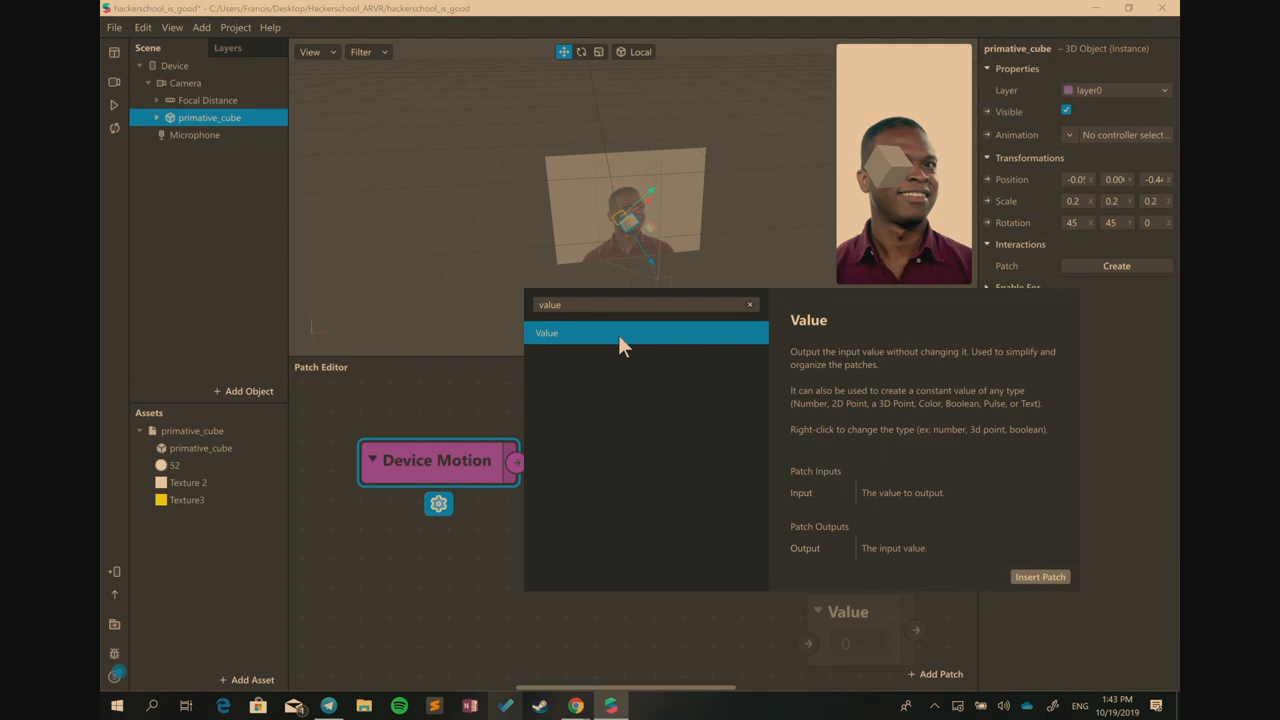 hackerschool_is_good* - C:/Users/Francis/Desktop/Hackerschool_ARVR/hackerschool_is_good
File Edit View Add Project Help
Scene Layers
Device
Camera
Focal Distance
primative_cube
Microphone
+ Add Object
Assets
primative_cube
primative_cube
S2
Texture 2
Texture3
+ Add Asset
View Filter Local
Patch Editor
Device Motion
value
Value
Value
Output the input value without changing it. Used to simplify and
organize the patches.
It can also be used to create a constant value of any type
(Number, 2D Point, a 3D Point, Color, Boolean, Pulse, or Text).
Right-click to change the type (ex: number, 3d point, boolean).
Patch Inputs
Input The value to output.
Patch Outputs
Output The input value.
Insert Patch
Value
0
+ Add Patch
primative_cube – 3D Object (Instance)
Properties
Layer layer0
Visible
Animation No controller select...
Transformations
Position X 0.00 Y Z
Scale 0.2 X 0.2 Y 0.2 Z
Rotation 45 X 45 Y 0 Z
Interactions
Patch Create
Enable For
ENG
1:43 PM
10/19/2019